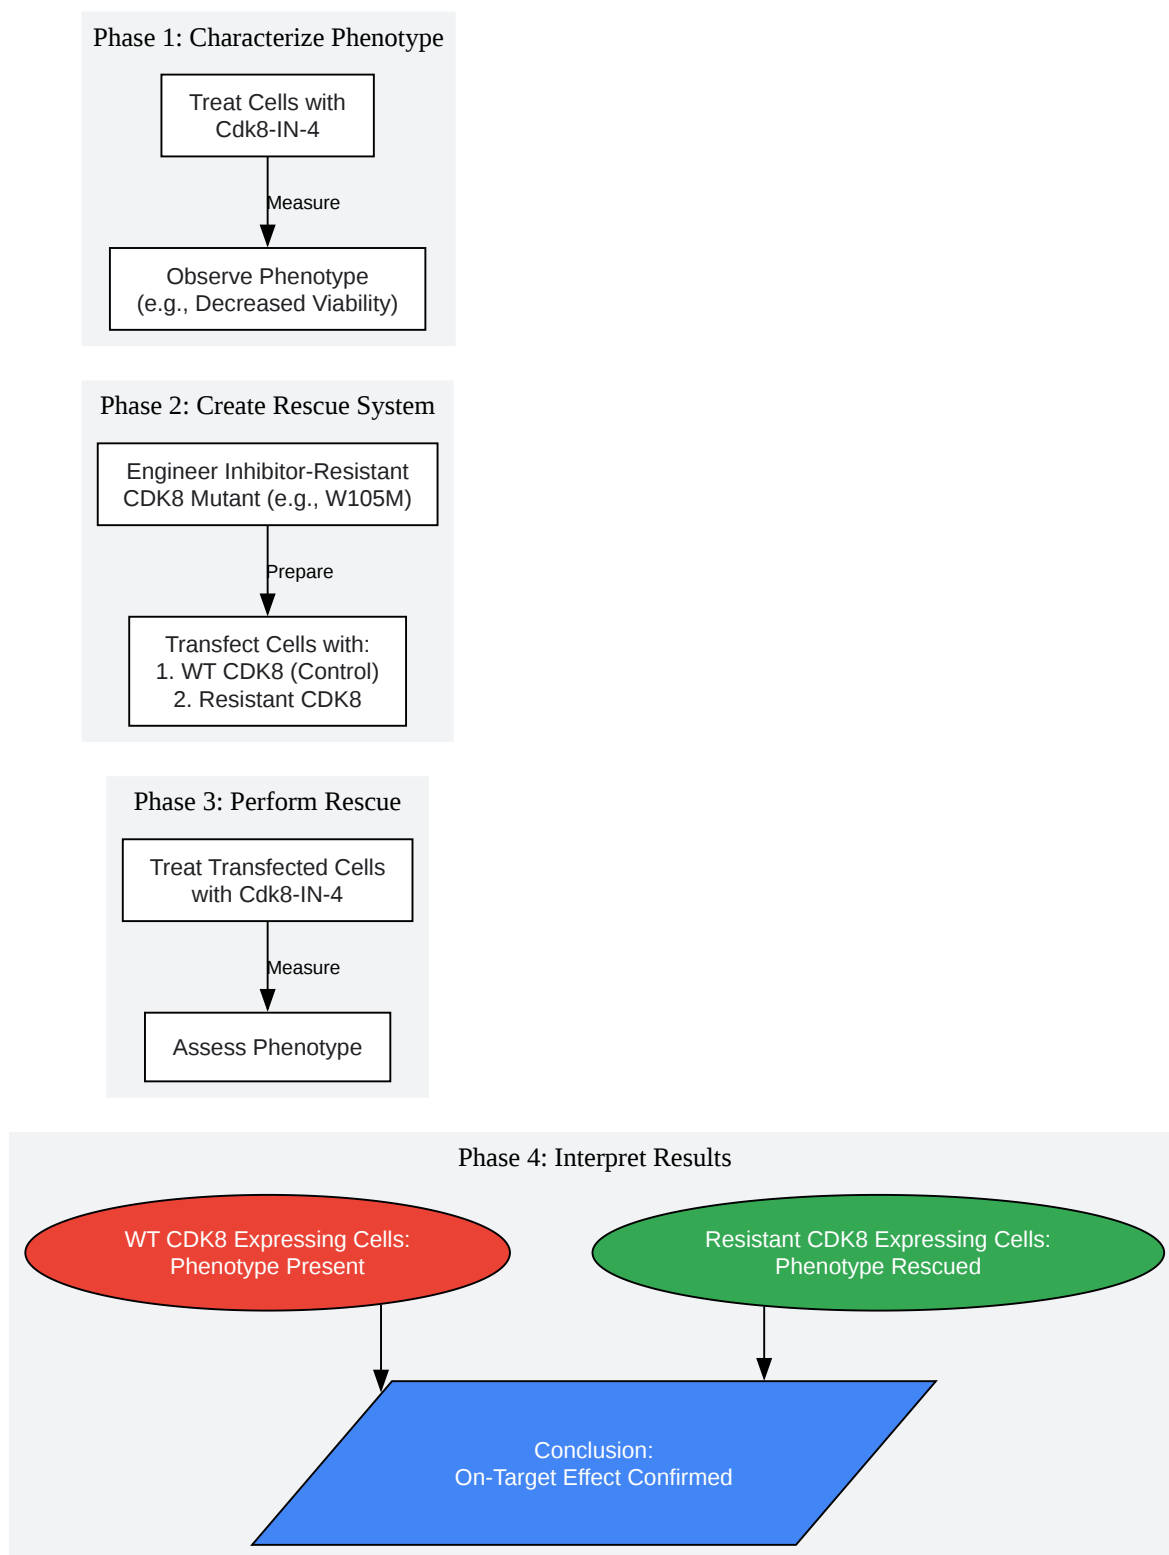 Phase 1: Characterize Phenotype
Treat Cells with
Cdk8-IN-4
Measure
Observe Phenotype
(e.g., Decreased Viability)
Phase 2: Create Rescue System
Engineer Inhibitor-Resistant
CDK8 Mutant (e.g., W105M)
Prepare
Transfect Cells with:
1. WT CDK8 (Control)
2. Resistant CDK8
Phase 3: Perform Rescue
Treat Transfected Cells
with Cdk8-IN-4
Measure
Assess Phenotype
Phase 4: Interpret Results
WT CDK8 Expressing Cells:
Phenotype Present
Resistant CDK8 Expressing Cells:
Phenotype Rescued
Conclusion:
On-Target Effect Confirmed